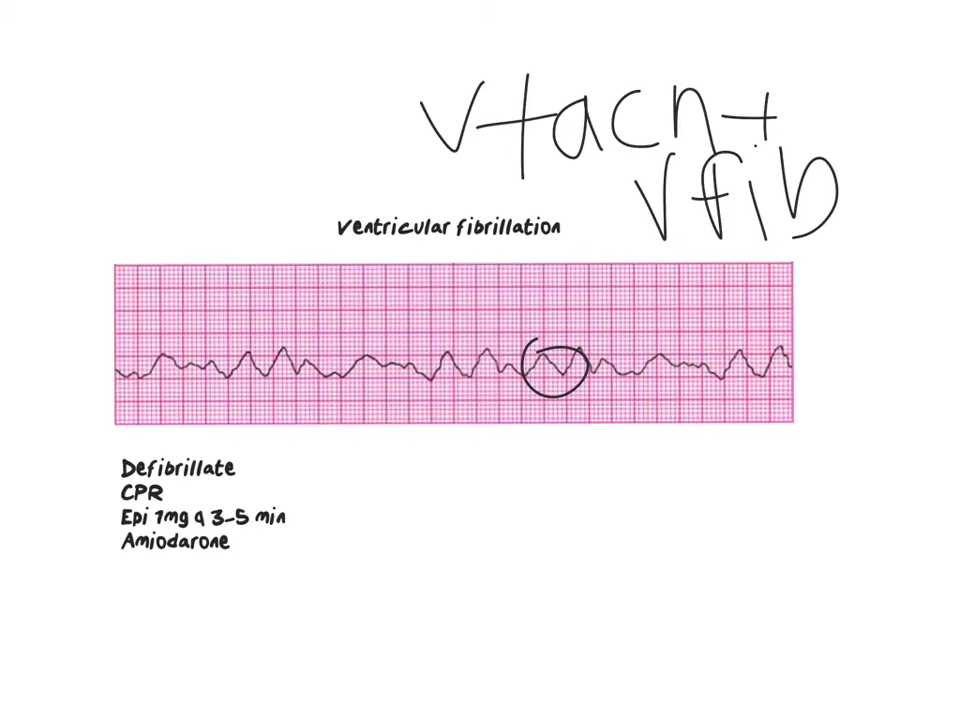 vtach +
vfib
ventricular fibrillation
Defibrillate
CPR
Epi 1mg q 3-5 min
Amiodarone